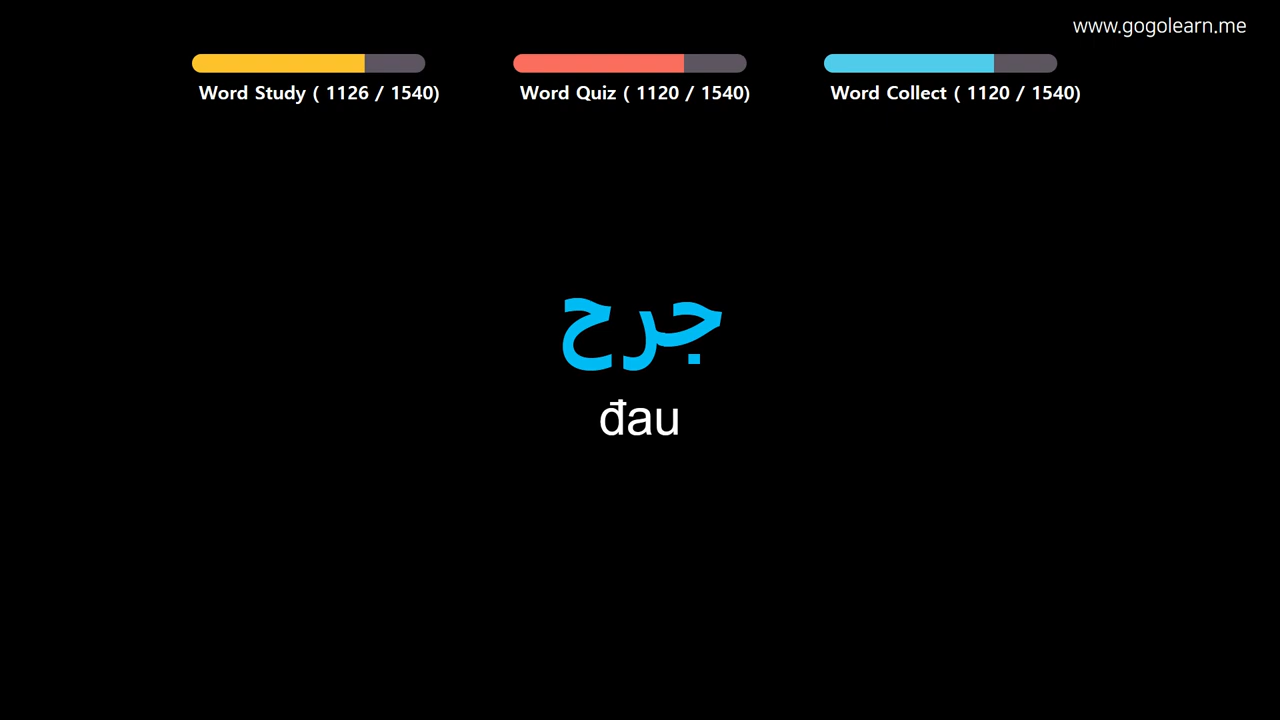 www.gogolearn.me
Word Study ( 1126 / 1540)
Word Quiz ( 1120 / 1540)
Word Collect ( 1120 / 1540)
جرح
đau